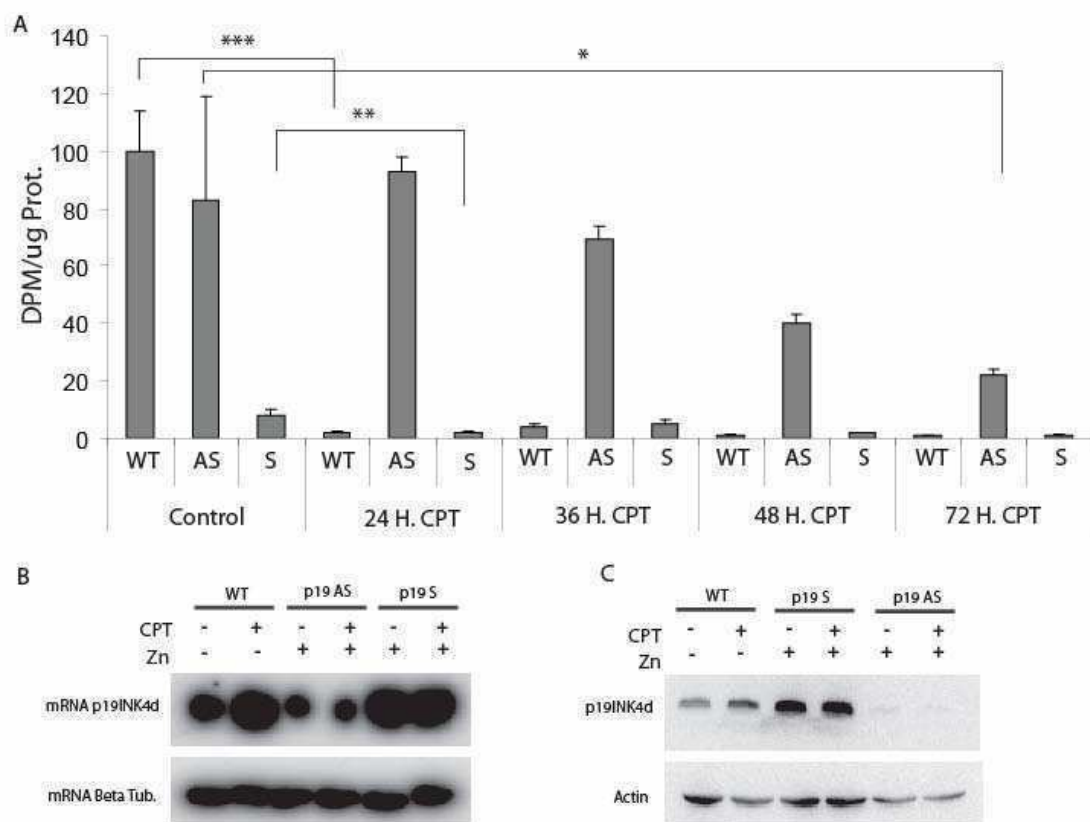 A
140
120
100
80
60
40
20
0
DPM/ug Prot.
***
*
**
WT AS S WT AS S WT AS S WT AS S WT AS S
Control 24 H. CPT 36 H. CPT 48 H. CPT 72 H. CPT
B
WT p19 AS p19 S
CPT - + - + - +
Zn - - + + + +
mRNA p19INK4d
mRNA Beta Tub.
C
WT p19 S p19 AS
CPT - + - + - +
Zn - - + + + +
p19INK4d
Actin